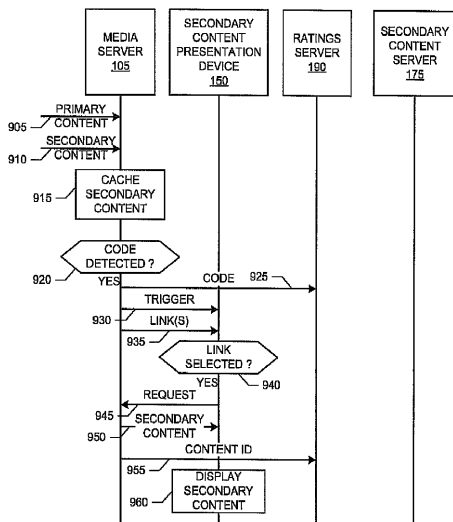 MEDIA
SERVER
105
SECONDARY
CONTENT
PRESENTATION
DEVICE
150
RATINGS
SERVER
190
SECONDARY
CONTENT
SERVER
175
PRIMARY
CONTENT
905
SECONDARY
CONTENT
910
CACHE
SECONDARY
CONTENT
915
CODE
DETECTED ?
920
YES
CODE
925
TRIGGER
930
LINK(S)
935
LINK
SELECTED ?
940
YES
REQUEST
945
SECONDARY
CONTENT
950
CONTENT ID
955
DISPLAY
SECONDARY
CONTENT
960